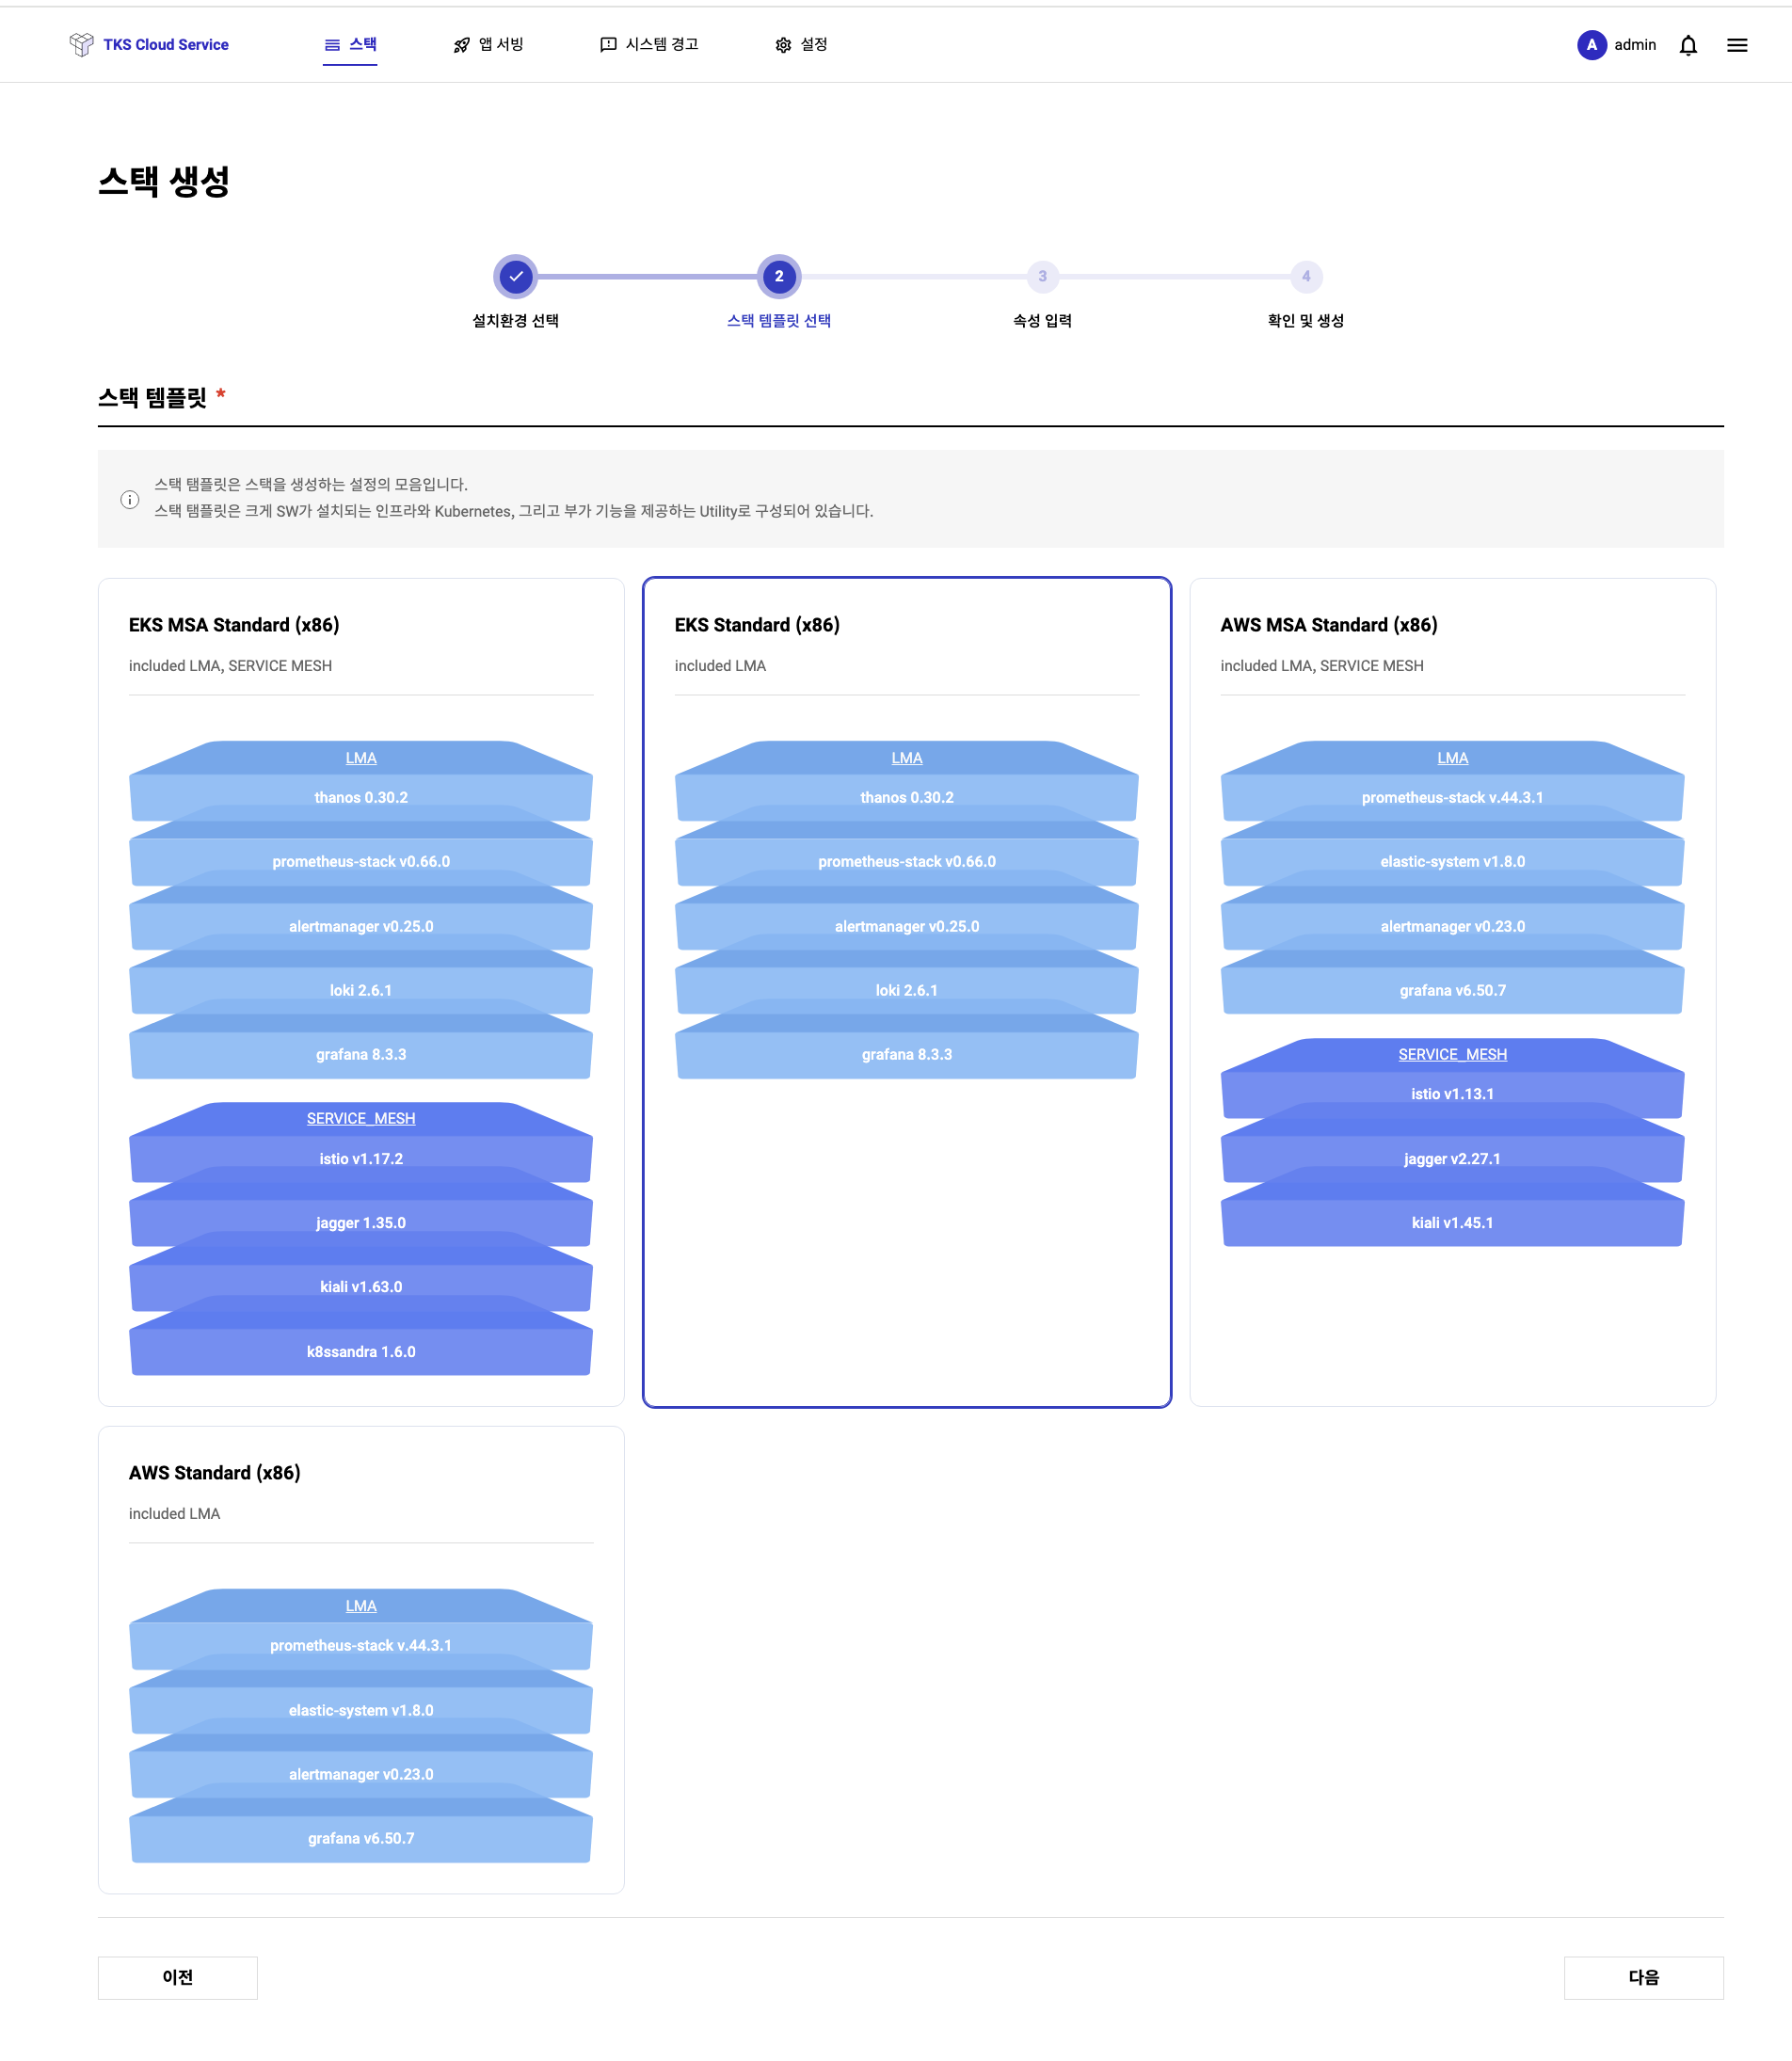 TKS Cloud Service
스택
앱 서빙
시스템 경고
설정
A
admin
스택 생성
2
3
4
설치환경 선택
스택 템플릿 선택
속성 입력
확인 및 생성
스택 템플릿 *
스택 탬플릿은 스택을 생성하는 설정의 모음입니다.
스택 탬플릿은 크게 SW가 설치되는 인프라와 Kubernetes, 그리고 부가 기능을 제공하는 Utility로 구성되어 있습니다.
EKS MSA Standard (x86)
included LMA, SERVICE MESH
LMA
thanos 0.30.2
prometheus-stack v0.66.0
alertmanager v0.25.0
loki 2.6.1
grafana 8.3.3
SERVICE_MESH
istio v1.17.2
jagger 1.35.0
kiali v1.63.0
k8ssandra 1.6.0
EKS Standard (x86)
included LMA
LMA
thanos 0.30.2
prometheus-stack v0.66.0
alertmanager v0.25.0
loki 2.6.1
grafana 8.3.3
AWS MSA Standard (x86)
included LMA, SERVICE MESH
LMA
prometheus-stack v.44.3.1
elastic-system v1.8.0
alertmanager v0.23.0
grafana v6.50.7
SERVICE_MESH
istio v1.13.1
jagger v2.27.1
kiali v1.45.1
AWS Standard (x86)
included LMA
LMA
prometheus-stack v.44.3.1
elastic-system v1.8.0
alertmanager v0.23.0
grafana v6.50.7
이전
다음